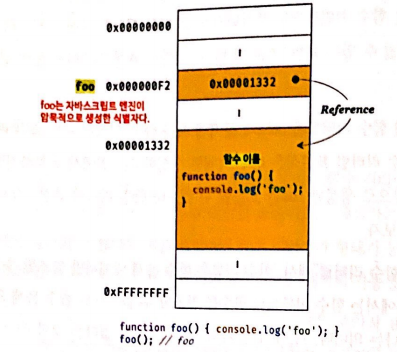 0x00000000
foo 0x000000F2
0x00001332
Reference
foo는 자바스크립트 엔진이
암묵적으로 생성한 식별자다.
0x00001332
함수 이름
function foo() {
console.log('foo');
}
0xFFFFFFFF
function foo() { console.log('foo'); }
foo(); // foo